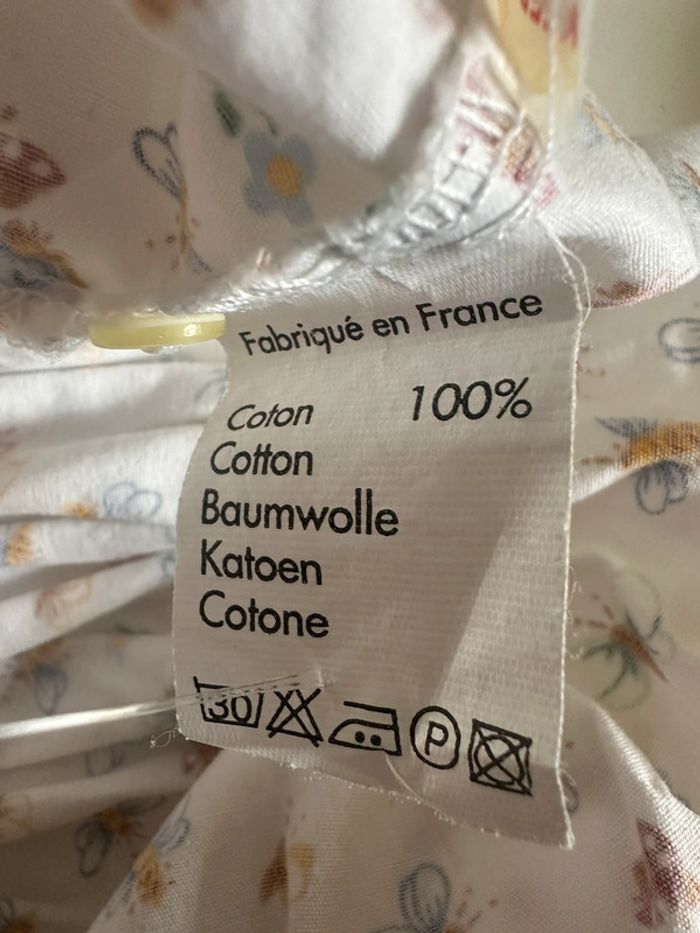 Fabriqué en France
Coton 100%
Cotton
Baumwolle
Katoen
Cotone
30 P